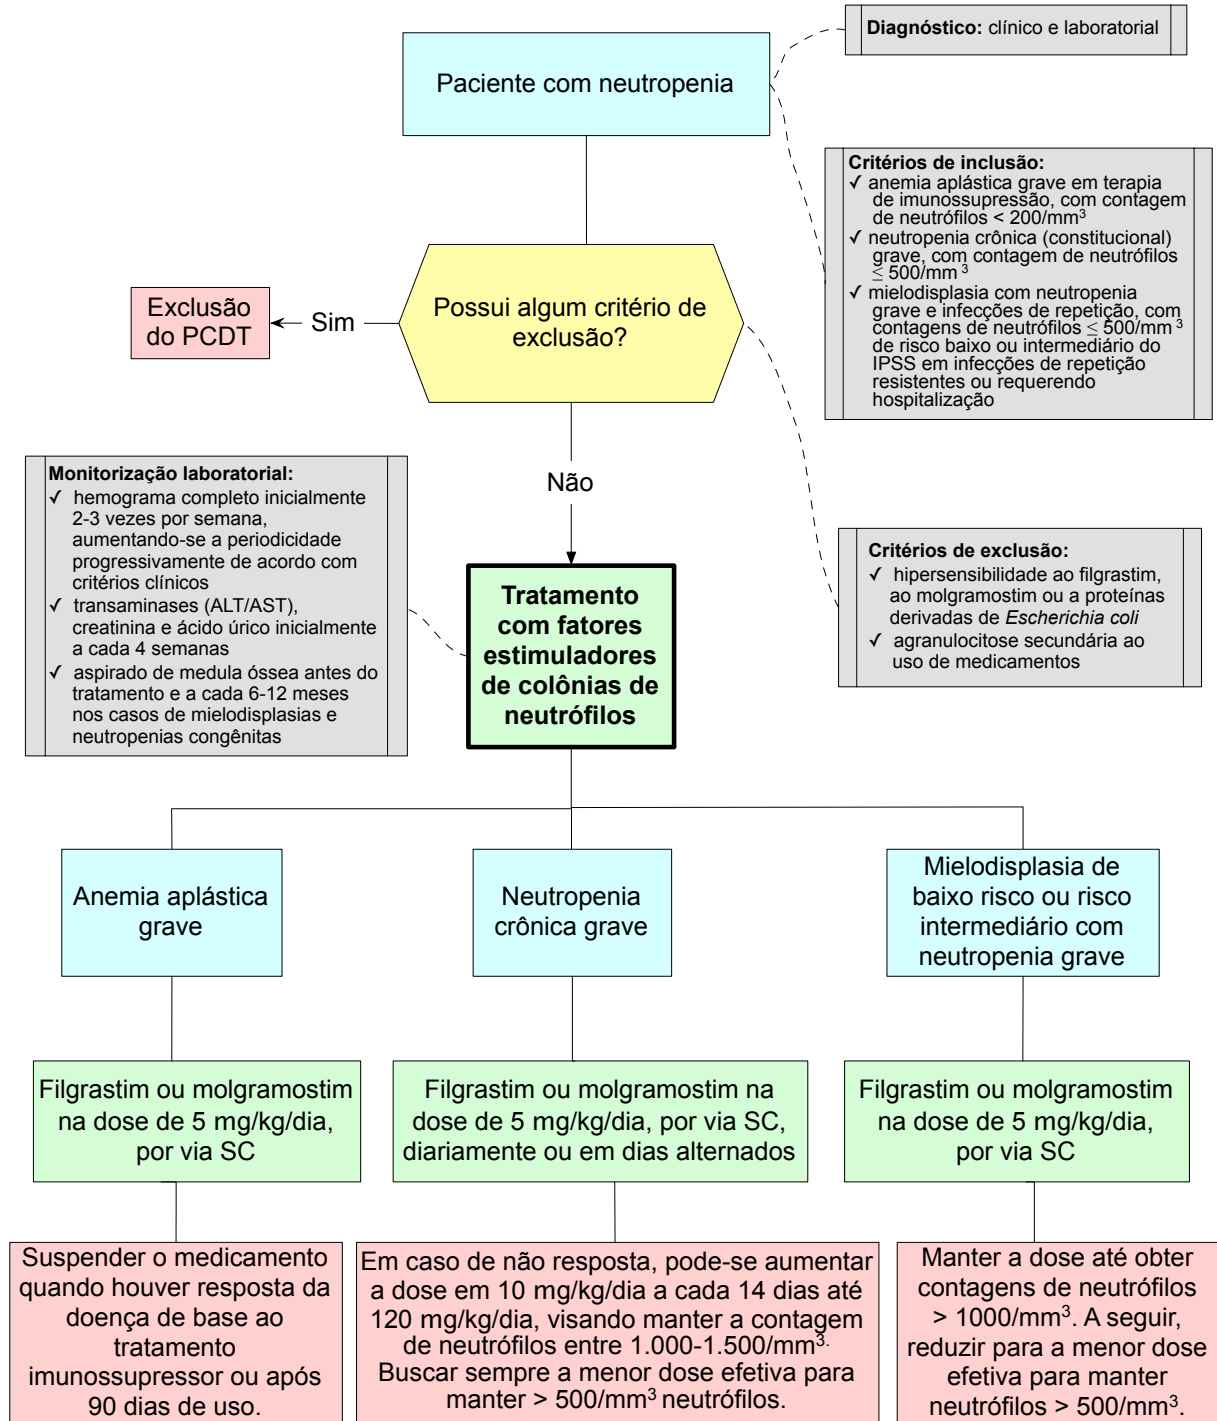 Diagnóstico: clínico e laboratorial
Paciente com neutropenia
Critérios de inclusão:
✓ anemia aplástica grave em terapia
de imunossupressão, com contagem
de neutrófilos < 200/mm³
✓ neutropenia crônica (constitucional)
grave, com contagem de neutrófilos
≤ 500/mm ³
✓ mielodisplasia com neutropenia
grave e infecções de repetição, com
contagens de neutrófilos ≤ 500/mm ³
de risco baixo ou intermediário do
IPSS em infecções de repetição
resistentes ou requerendo
hospitalização
Possui algum critério de
exclusão?
Sim
Exclusão
do PCDT
Não
Monitorização laboratorial:
✓ hemograma completo inicialmente
2-3 vezes por semana,
aumentando-se a periodicidade
progressivamente de acordo com
critérios clínicos
✓ transaminases (ALT/AST),
creatinina e ácido úrico inicialmente
a cada 4 semanas
✓ aspirado de medula óssea antes do
tratamento e a cada 6-12 meses
nos casos de mielodisplasias e
neutropenias congênitas
Critérios de exclusão:
✓ hipersensibilidade ao filgrastim,
ao molgramostim ou a proteínas
derivadas de Escherichia coli
✓ agranulocitose secundária ao
uso de medicamentos
Tratamento
com fatores
estimuladores
de colônias de
neutrófilos
Anemia aplástica
grave
Neutropenia
crônica grave
Mielodisplasia de
baixo risco ou risco
intermediário com
neutropenia grave
Filgrastim ou molgramostim
na dose de 5 mg/kg/dia,
por via SC
Filgrastim ou molgramostim na
dose de 5 mg/kg/dia, por via SC,
diariamente ou em dias alternados
Filgrastim ou molgramostim
na dose de 5 mg/kg/dia,
por via SC
Suspender o medicamento
quando houver resposta da
doença de base ao
tratamento
imunossupressor ou após
90 dias de uso.
Em caso de não resposta, pode-se aumentar
a dose em 10 mg/kg/dia a cada 14 dias até
120 mg/kg/dia, visando manter a contagem
de neutrófilos entre 1.000-1.500/mm³.
Buscar sempre a menor dose efetiva para
manter > 500/mm³ neutrófilos.
Manter a dose até obter
contagens de neutrófilos
> 1000/mm³. A seguir,
reduzir para a menor dose
efetiva para manter
neutrófilos > 500/mm³.